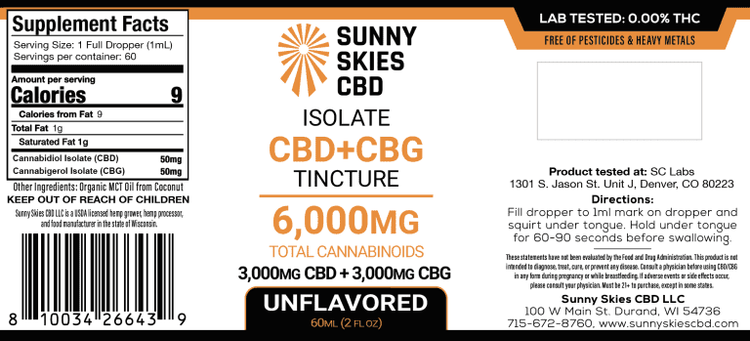 Supplement Facts
Serving Size: 1 Full Dropper (1mL)
Servings per container: 60
Amount per serving
Calories 9
Calories from Fat 9
Total Fat 1g
Saturated Fat 1g
Cannabidiol Isolate (CBD) 50mg
Cannabigerol Isolate (CBG) 50mg
Other Ingredients: Organic MCT Oil from Coconut
KEEP OUT OF REACH OF CHILDREN
Sunny Skies CBD LLC is a USDA licensed hemp grower, hemp processor,
and food manufacturer in the state of Wisconsin.
8 10034 26643 9
SUNNY
SKIES
CBD
ISOLATE
CBD+CBG
TINCTURE
6,000MG
TOTAL CANNABINOIDS
3,000MG CBD + 3,000MG CBG
UNFLAVORED
60ML (2 FL OZ)
LAB TESTED: 0.00% THC
FREE OF PESTICIDES & HEAVY METALS
Product tested at: SC Labs
1301 S. Jason St. Unit J, Denver, CO 80223
Directions:
Fill dropper to 1ml mark on dropper and
squirt under tongue. Hold under tongue
for 60-90 seconds before swallowing.
These statements have not been evaluated by the Food and Drug Administration. This product is not
intended to diagnose, treat, cure, or prevent any disease. Consult a physician before using CBD/CBG
in any form during pregnancy or while breastfeeding. If adverse events or side effects occur,
please consult your physician. Must be 21+ to purchase, except in some states.
Sunny Skies CBD LLC
100 W Main St. Durand, WI 54736
715-672-8760, www.sunnyskiescbd.com